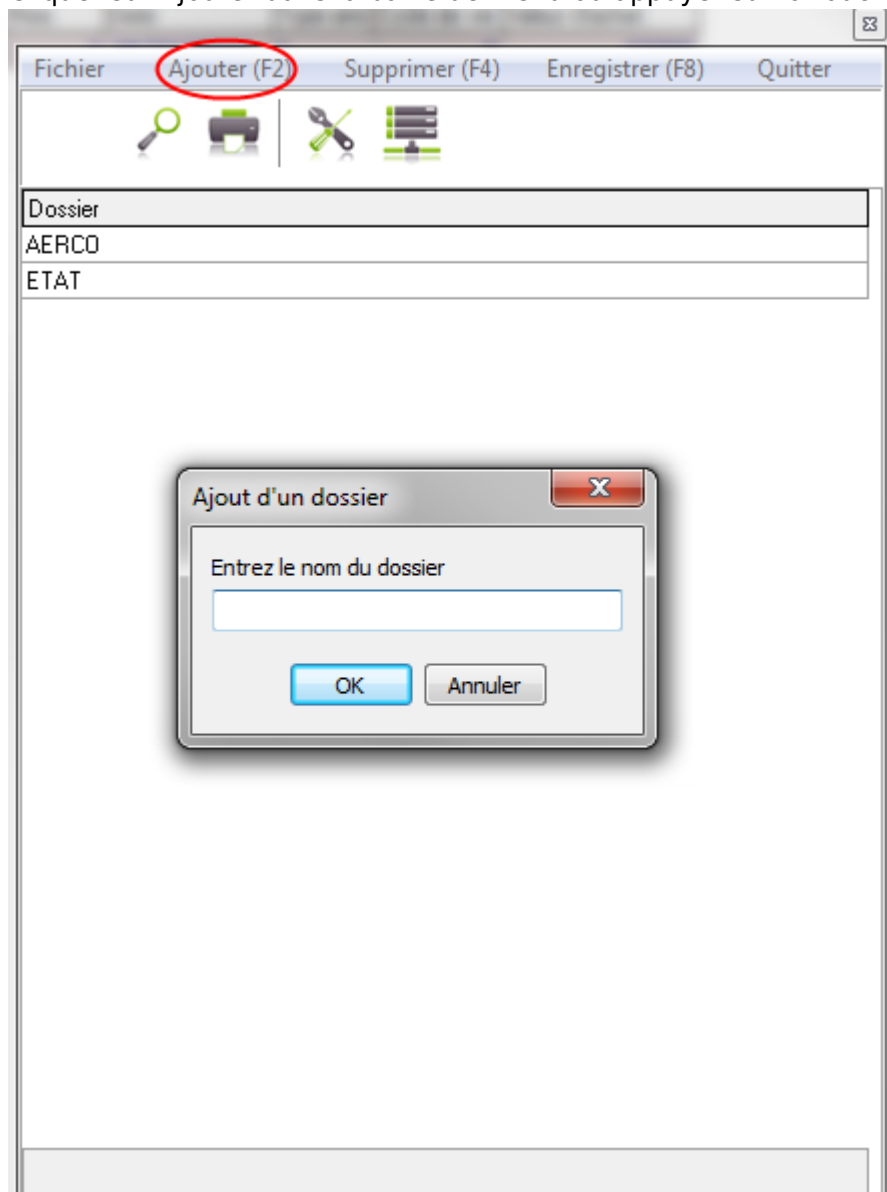 Fichier Ajouter (F2) Supprimer (F4) Enregistrer (F8) Quitter
Dossier
AERCO
ETAT
Ajout d'un dossier
Entrez le nom du dossier
OK Annuler